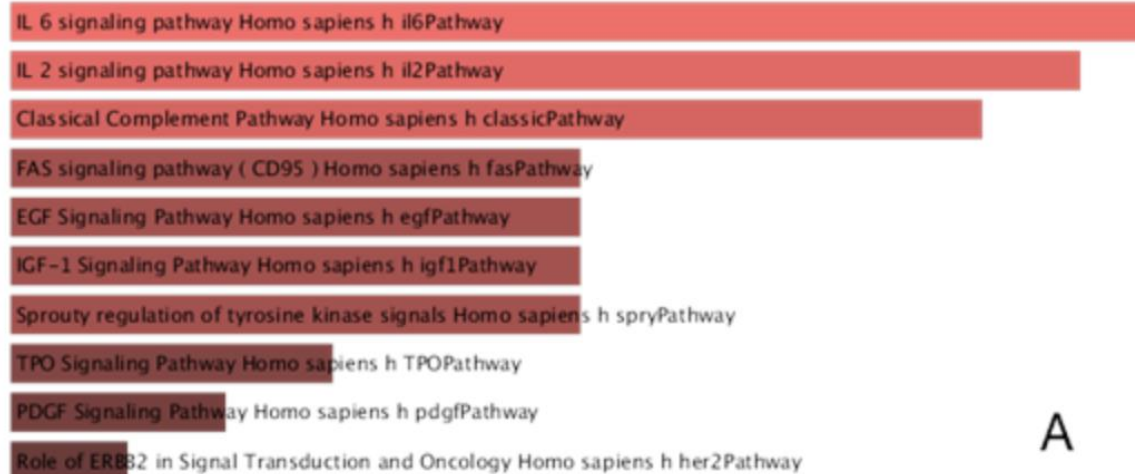 IL 6 signaling pathway Homo sapiens h il6Pathway
IL 2 signaling pathway Homo sapiens h il2Pathway
Classical Complement Pathway Homo sapiens h classicPathway
FAS signaling pathway ( CD95 ) Homo sapiens h fasPathway
EGF Signaling Pathway Homo sapiens h egfPathway
IGF-1 Signaling Pathway Homo sapiens h igf1Pathway
Sprouty regulation of tyrosine kinase signals Homo sapiens h spryPathway
TPO Signaling Pathway Homo sapiens h TPOPathway
PDGF Signaling Pathway Homo sapiens h pdgfPathway
A
Role of ERBB2 in Signal Transduction and Oncology Homo sapiens h her2Pathway